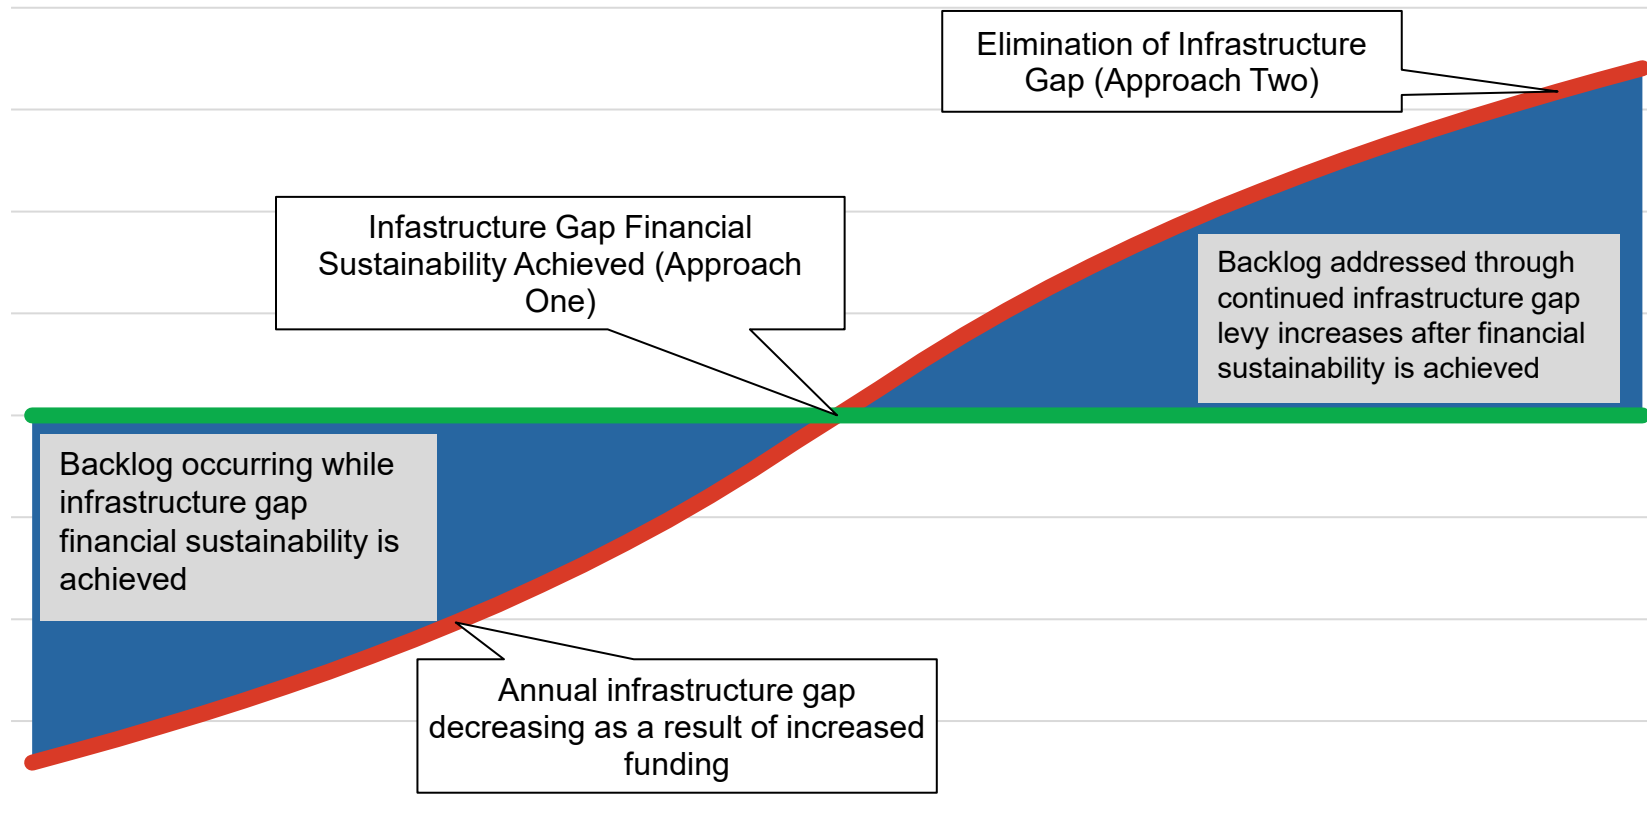 Elimination of Infrastructure
Gap (Approach Two)
Infastructure Gap Financial
Sustainability Achieved (Approach
One)
Backlog addressed through
continued infrastructure gap
levy increases after financial
sustainability is achieved
Backlog occurring while
infrastructure gap
financial sustainability is
achieved
Annual infrastructure gap
decreasing as a result of increased
funding